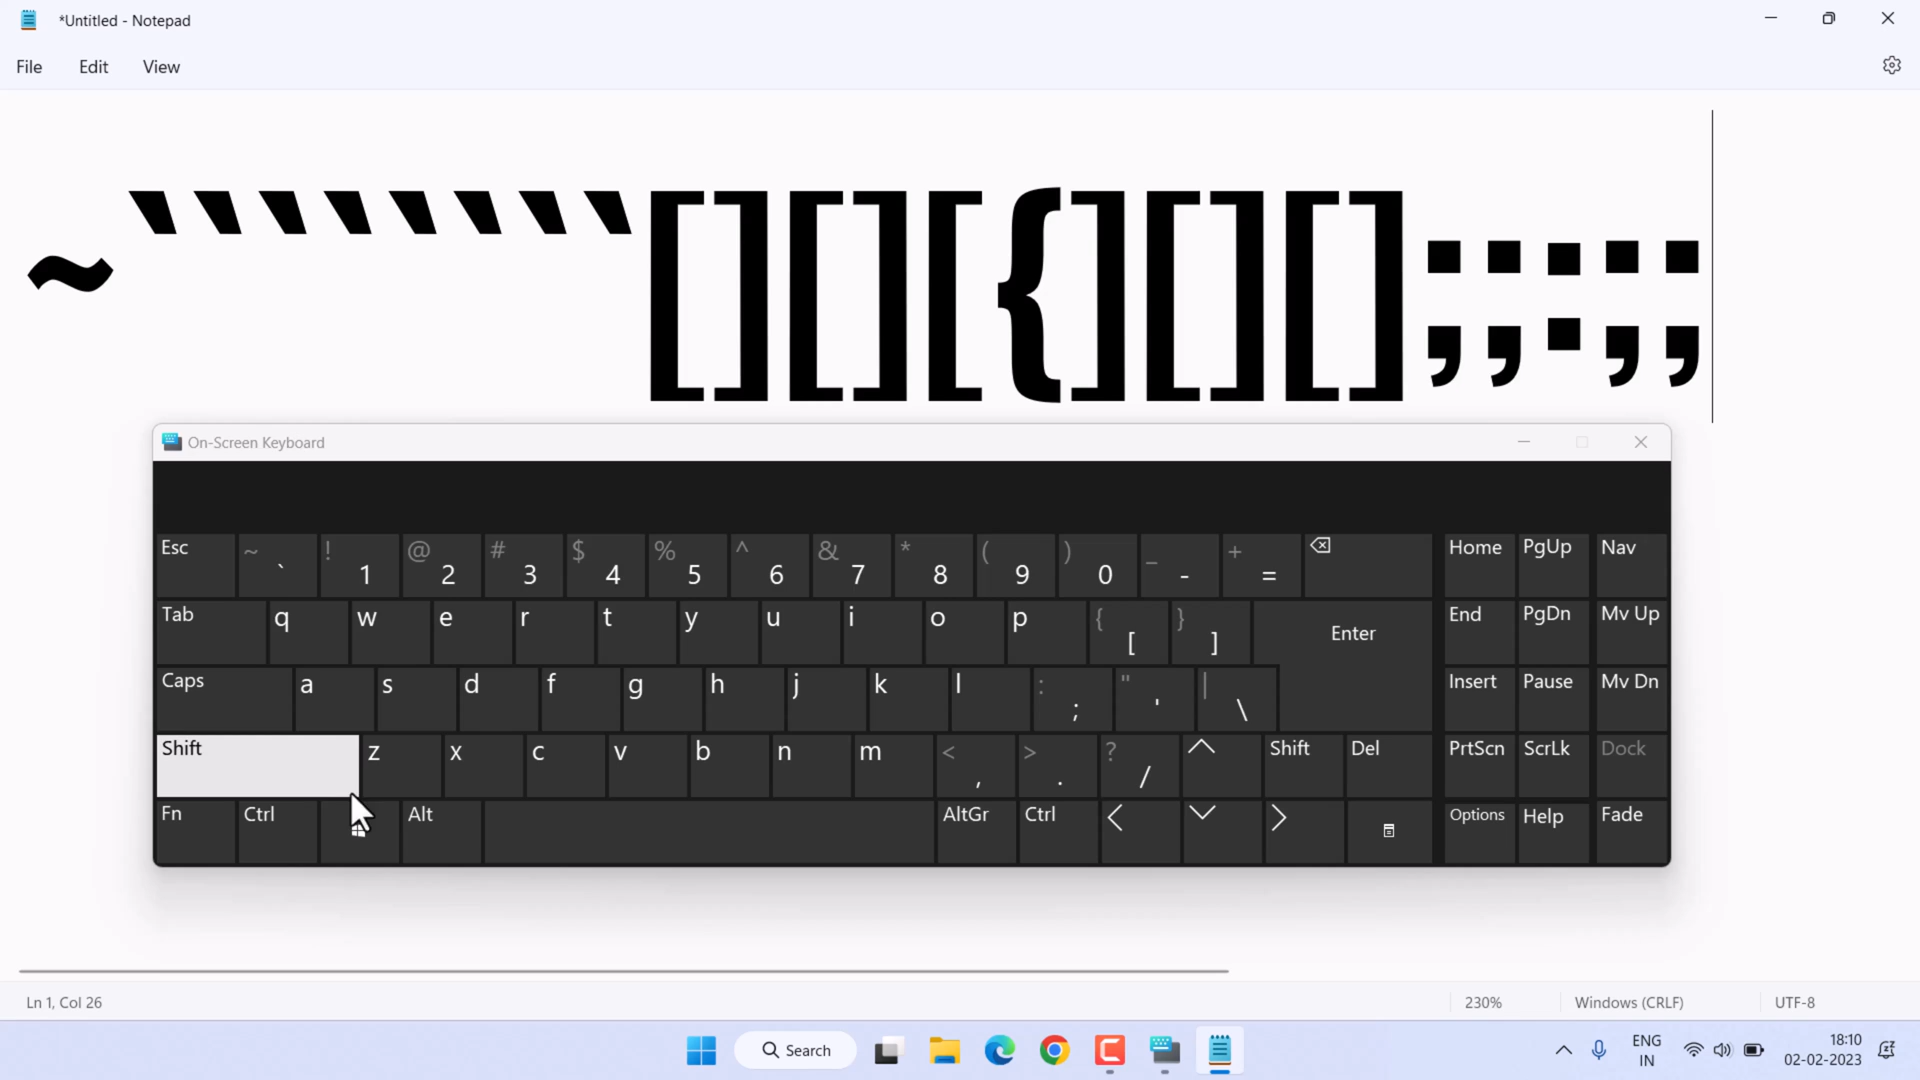 *Untitled - Notepad
File Edit View
~````````[][][{][][];;:;;
On-Screen Keyboard
Esc ~ ` ! 1 @ 2 # 3 $ 4 % 5 ^ 6 & 7 * 8 ( 9 ) 0 _ - + = Home PgUp Nav
Tab q w e r t y u i o p { [ } ] Enter End PgDn Mv Up
Caps a s d f g h j k l : ; " ' | \ Insert Pause Mv Dn
Shift z x c v b n m < , > . ? / Shift Del PrtScn ScrLk Dock
Fn Ctrl Alt AltGr Ctrl Options Help Fade
Ln 1, Col 26 230% Windows (CRLF) UTF-8
Search ENG 18:10
IN 02-02-2023